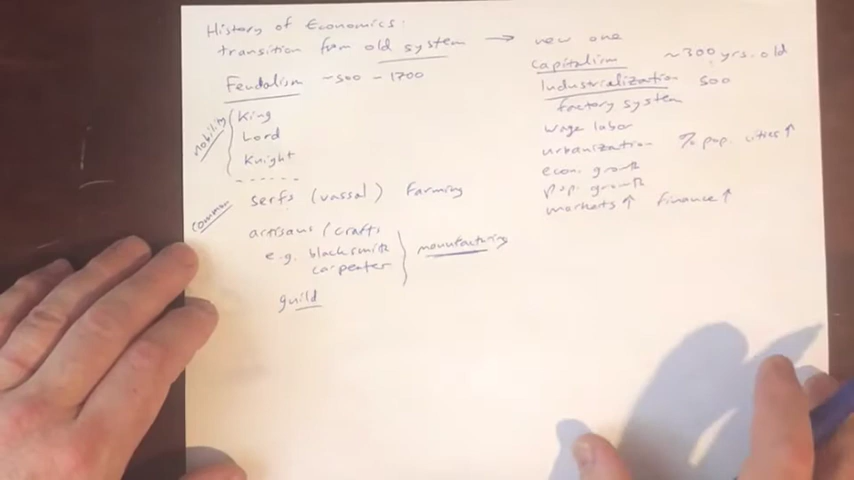 History of Economics:
transition from old system → new one
Feudalism ~500 - 1700
nobility
King
Lord
Knight
common
serfs (vassal) farming
artisans / crafts
e.g. blacksmith
carpenter
manufacturing
guild
Capitalism ~300 yrs. old
Industrialization 500
factory system
wage labor
urbanization % pop. cities ↑
econ. growth
pop. growth
markets ↑ finance ↑